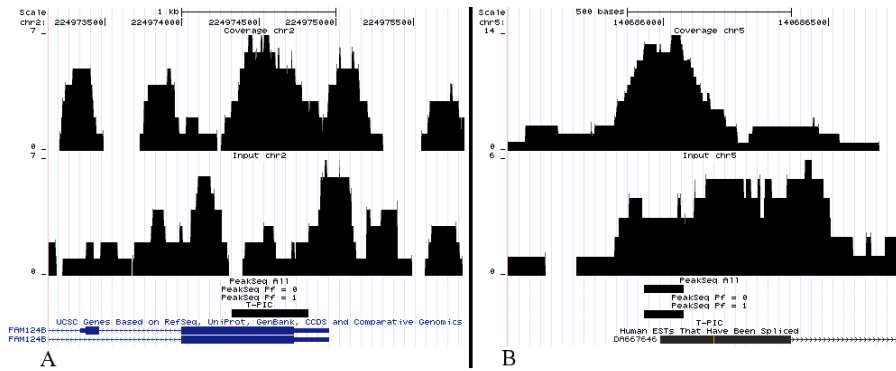 Scale
1 kb
chr2:
224973500
224974000
224974500
224975000
224975500
7
Coverage chr2
0
7
Input chr2
0
PeakSeq All
PeakSeq Pf = 0
PeakSeq Pf = 1
T-PIC
UCSC Genes Based on RefSeq, UniProt, GenBank, CCDS and Comparative Genomics
FAM124B
FAM124B
A
Scale
500 bases
chr5:
140686000
140686500
14
Coverage chr5
0
6
Input chr5
0
PeakSeq All
PeakSeq Pf = 0
PeakSeq Pf = 1
T-PIC
Human ESTs That Have Been Spliced
DA667646
B